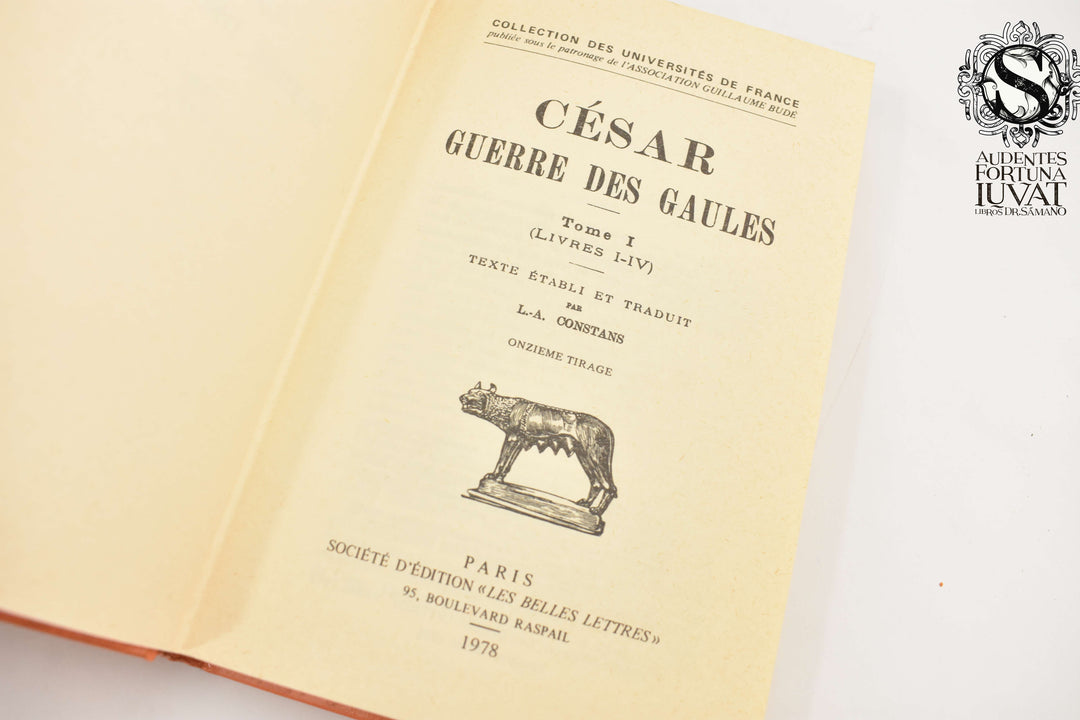 COLLECTION DES UNIVERSITÉS DE FRANCE
publiée sous le patronage de l'ASSOCIATION GUILLAUME BUDÉ
CÉSAR
GUERRE DES GAULES
Tome I
(LIVRES I-IV)
TEXTE ÉTABLI ET TRADUIT
PAR
L.-A. CONSTANS
ONZIEME TIRAGE
PARIS
SOCIÉTÉ D'ÉDITION «LES BELLES LETTRES»
95, BOULEVARD RASPAIL
1978
S
AUDENTES
FORTUNA
IUVAT
LIBROS DR. SÁMANO